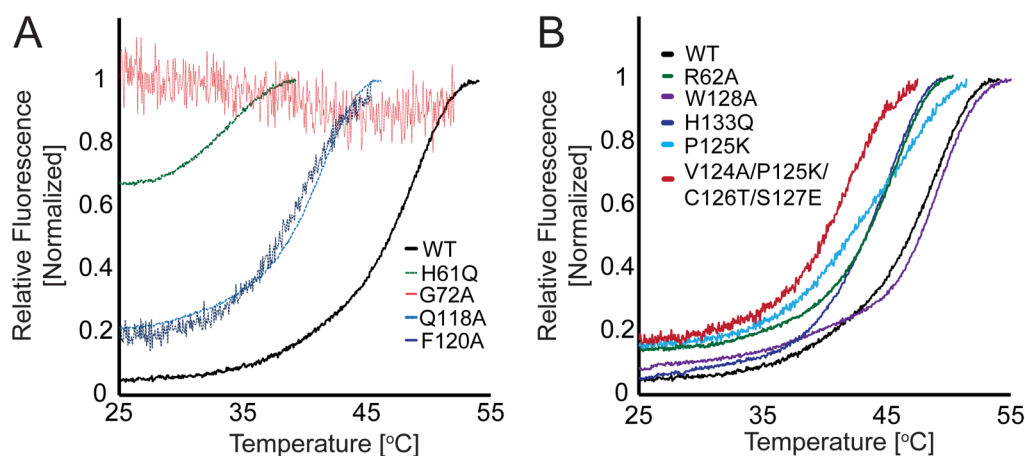 A
Relative Fluorescence
[Normalized]
1
0.8
0.6
0.4
0.2
0
25
35
45
55
Temperature [°C]
WT
H61Q
G72A
Q118A
F120A
B
Relative Fluorescence
[Normalized]
1
0.8
0.6
0.4
0.2
0
25
35
45
55
Temperature [°C]
WT
R62A
W128A
H133Q
P125K
V124A/P125K/
C126T/S127E